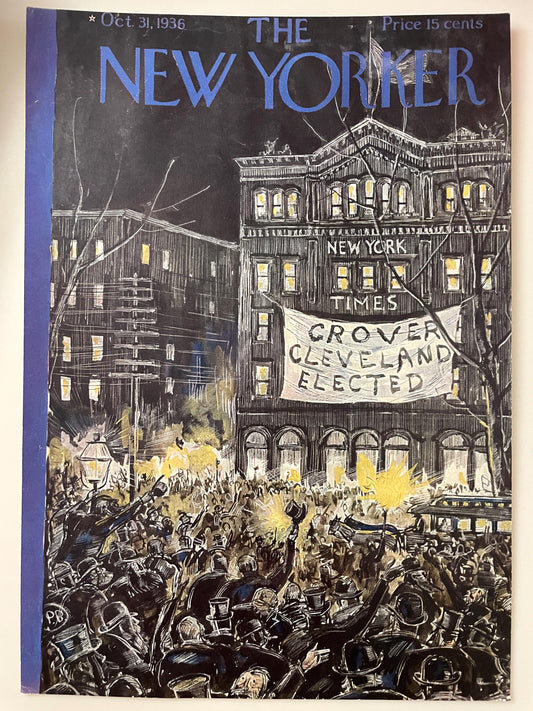 * Oct. 31, 1936
THE
Price 15 cents
NEW YORKER
NEW YORK
TIMES
GROVER
CLEVELAND
ELECTED